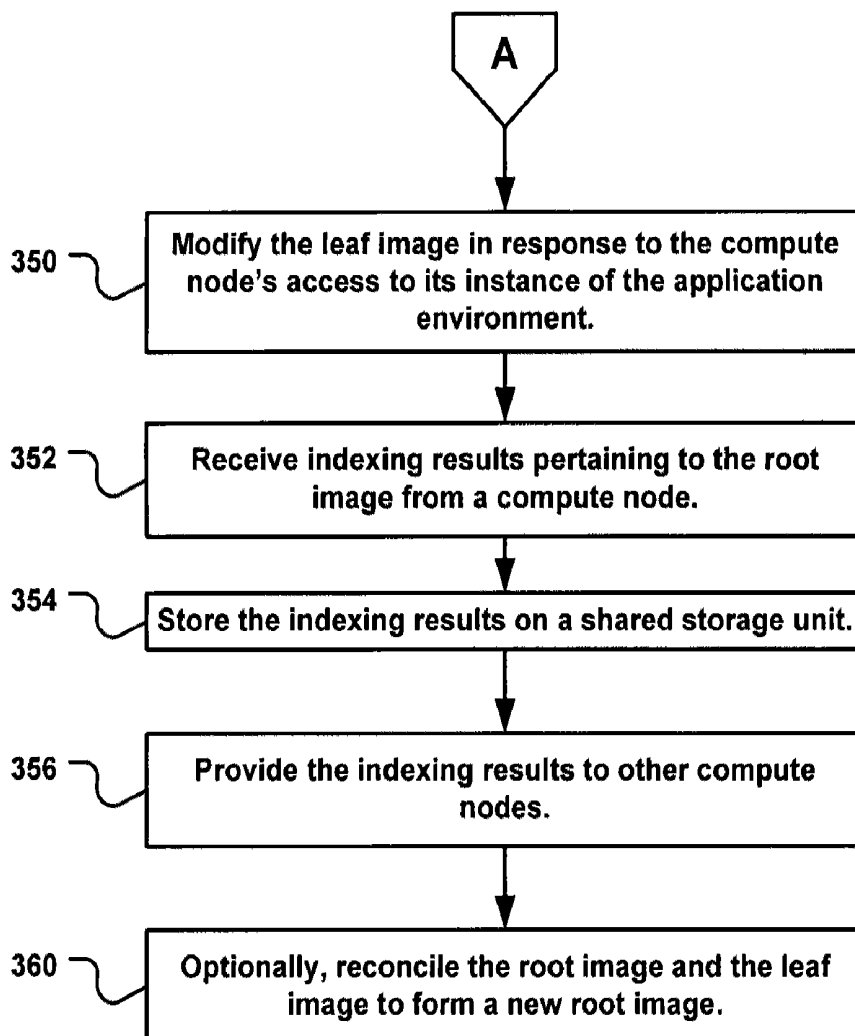 A
350
Modify the leaf image in response to the compute
node's access to its instance of the application
environment.
352
Receive indexing results pertaining to the root
image from a compute node.
354
Store the indexing results on a shared storage unit.
356
Provide the indexing results to other compute
nodes.
360
Optionally, reconcile the root image and the leaf
image to form a new root image.